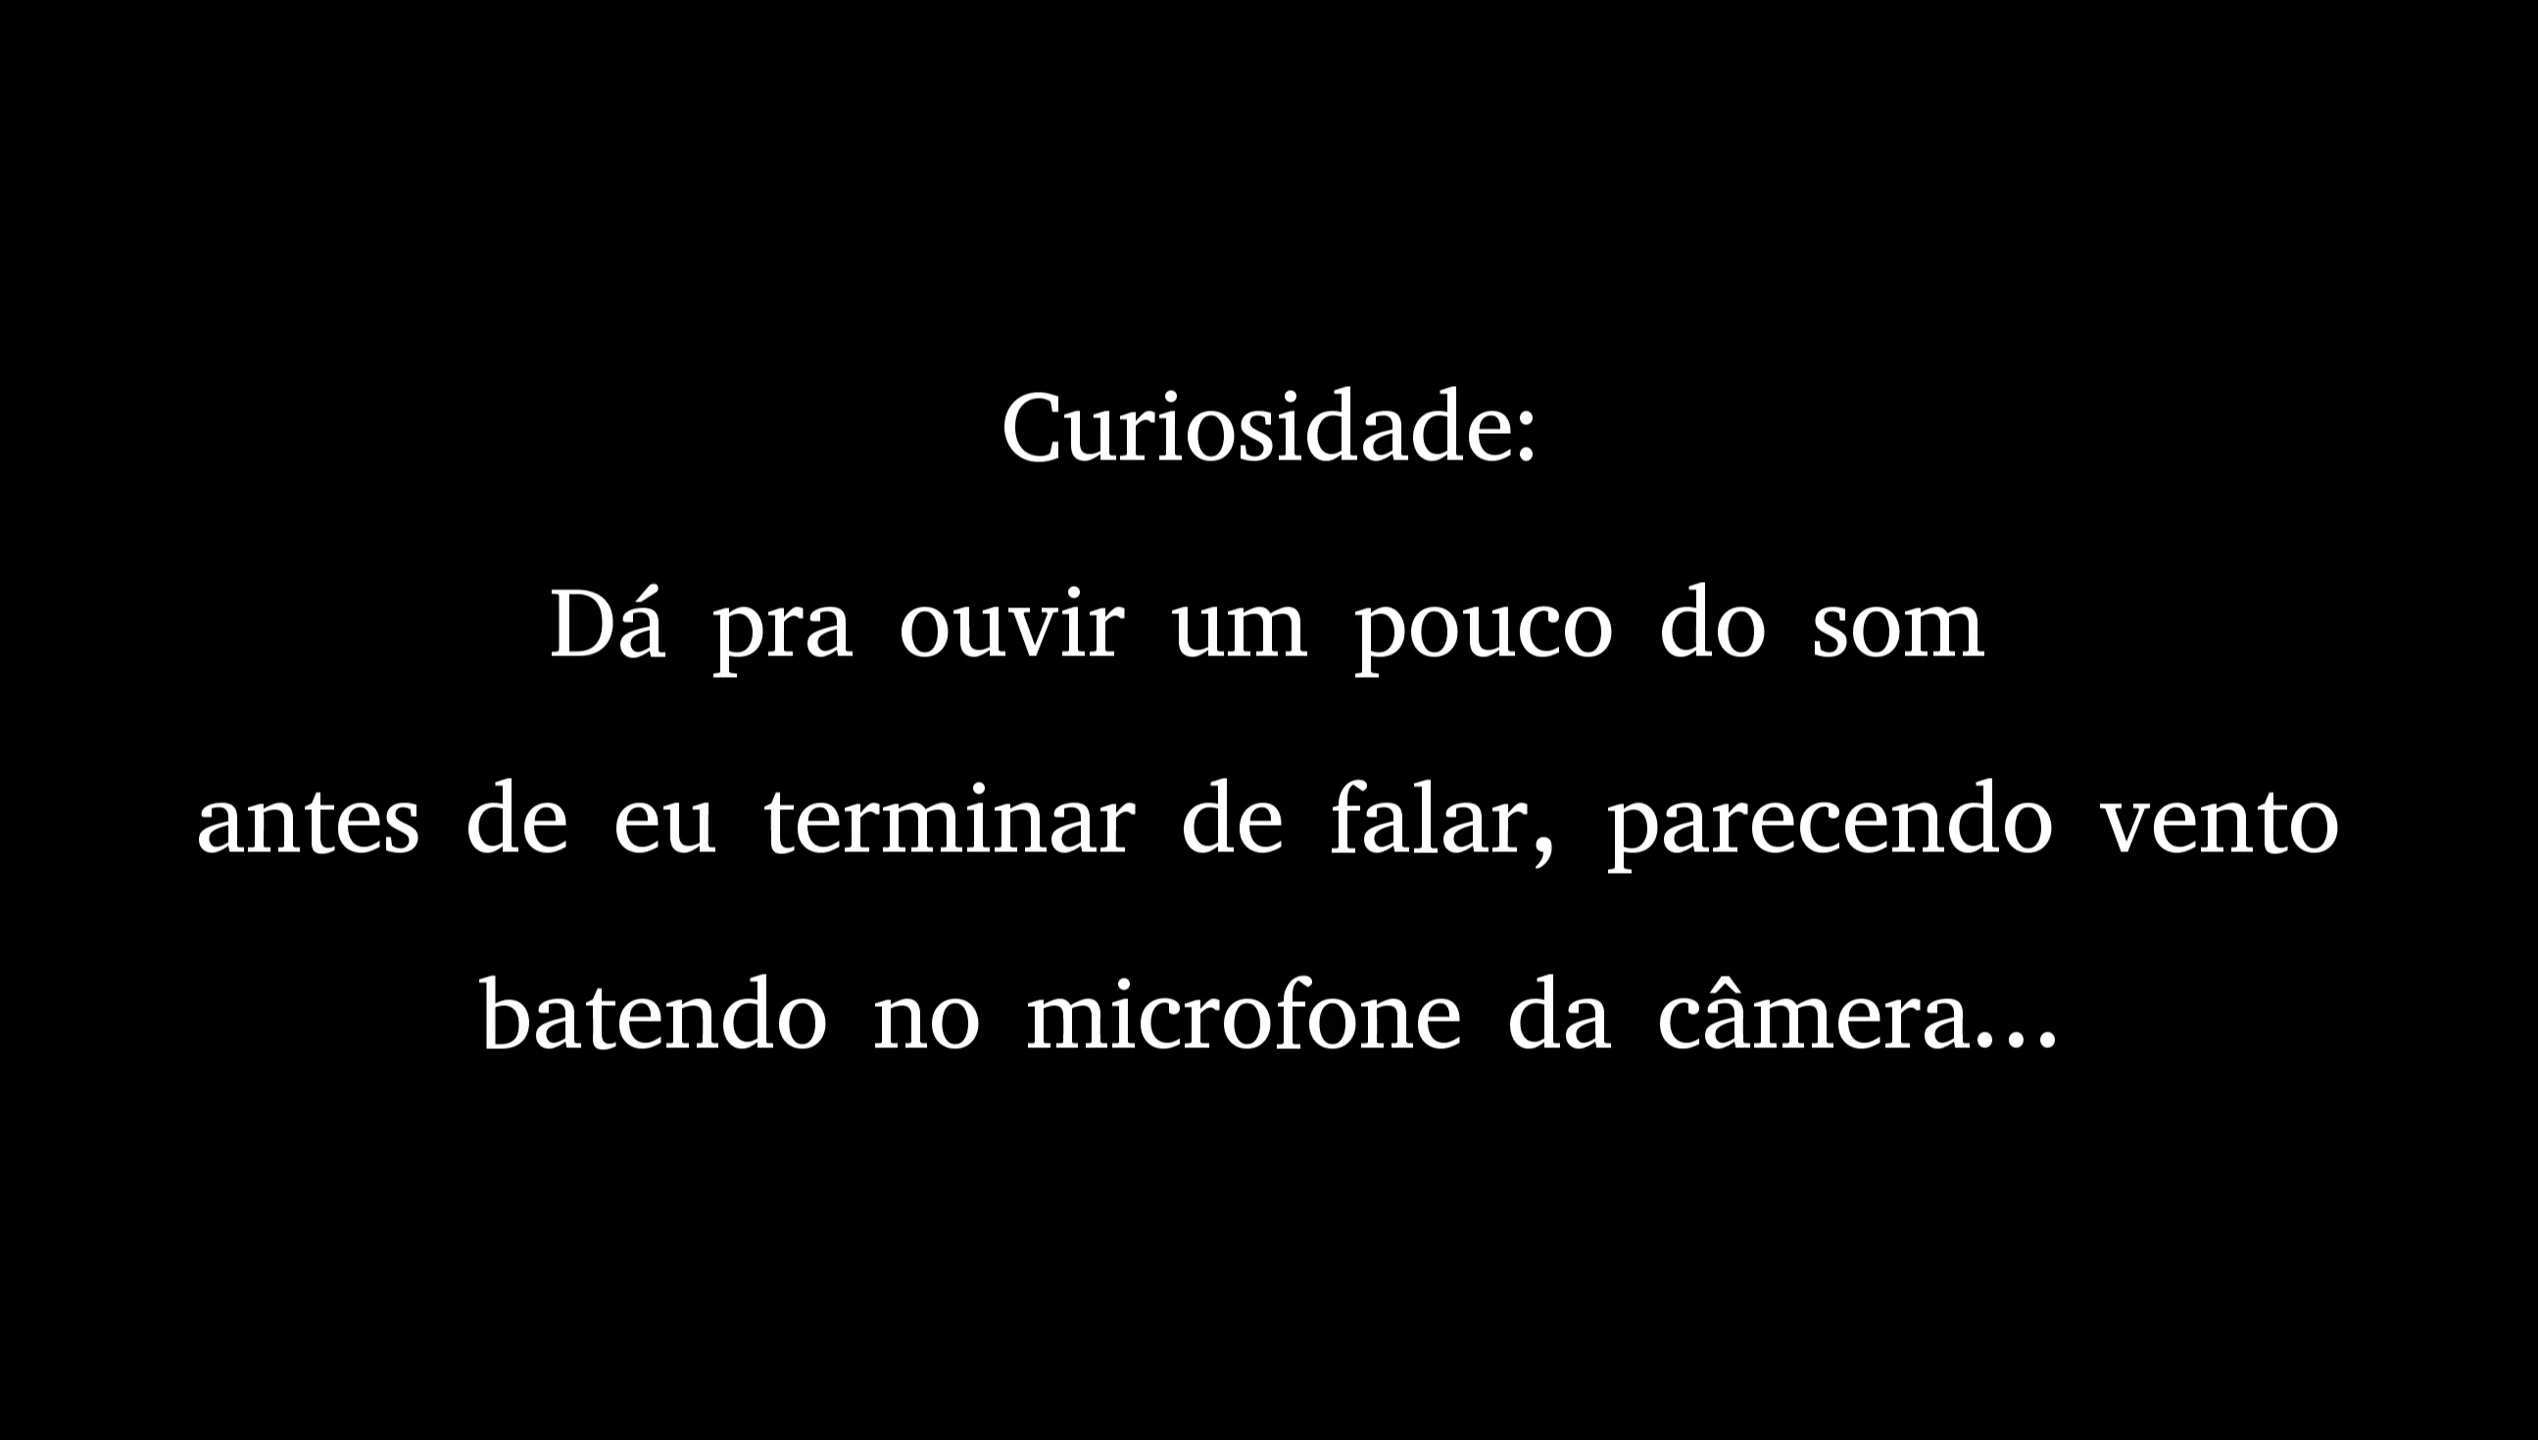 Curiosidade:
Dá pra ouvir um pouco do som
antes de eu terminar de falar, parecendo vento
batendo no microfone da câmera...